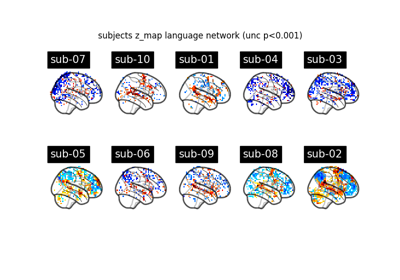 subjects z_map language network (unc p<0.001)
sub-07 sub-10 sub-01 sub-04 sub-03
sub-05 sub-06 sub-09 sub-08 sub-02